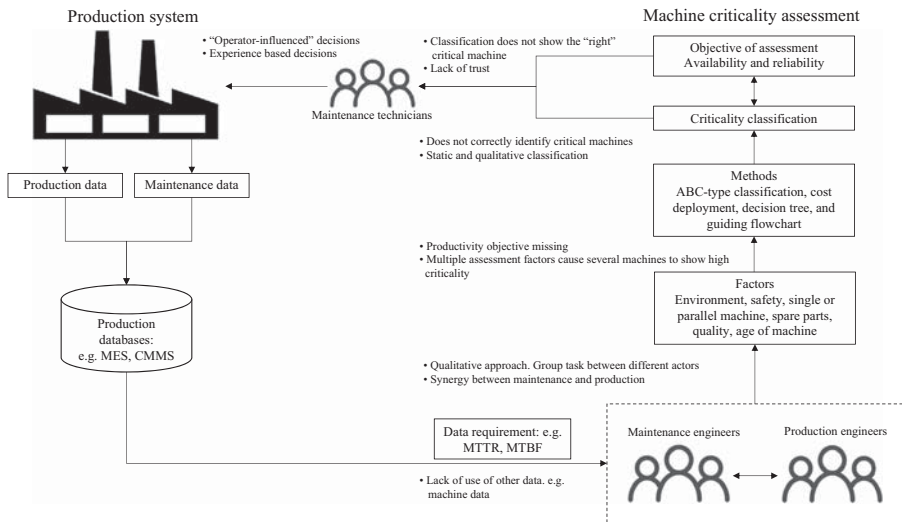 Production system
Machine criticality assessment
• “Operator-influenced” decisions
• Experience based decisions
• Classification does not show the “right”
critical machine
• Lack of trust
Objective of assessment
Availability and reliability
Maintenance technicians
Criticality classification
• Does not correctly identify critical machines
• Static and qualitative classification
Production data
Maintenance data
Methods
ABC-type classification, cost
deployment, decision tree, and
guiding flowchart
• Productivity objective missing
• Multiple assessment factors cause several machines to show high
criticality
Factors
Environment, safety, single or
parallel machine, spare parts,
quality, age of machine
Production
databases:
e.g. MES, CMMS
• Qualitative approach. Group task between different actors
• Synergy between maintenance and production
Data requirement: e.g.
MTTR, MTBF
• Lack of use of other data. e.g.
machine data
Maintenance engineers
Production engineers